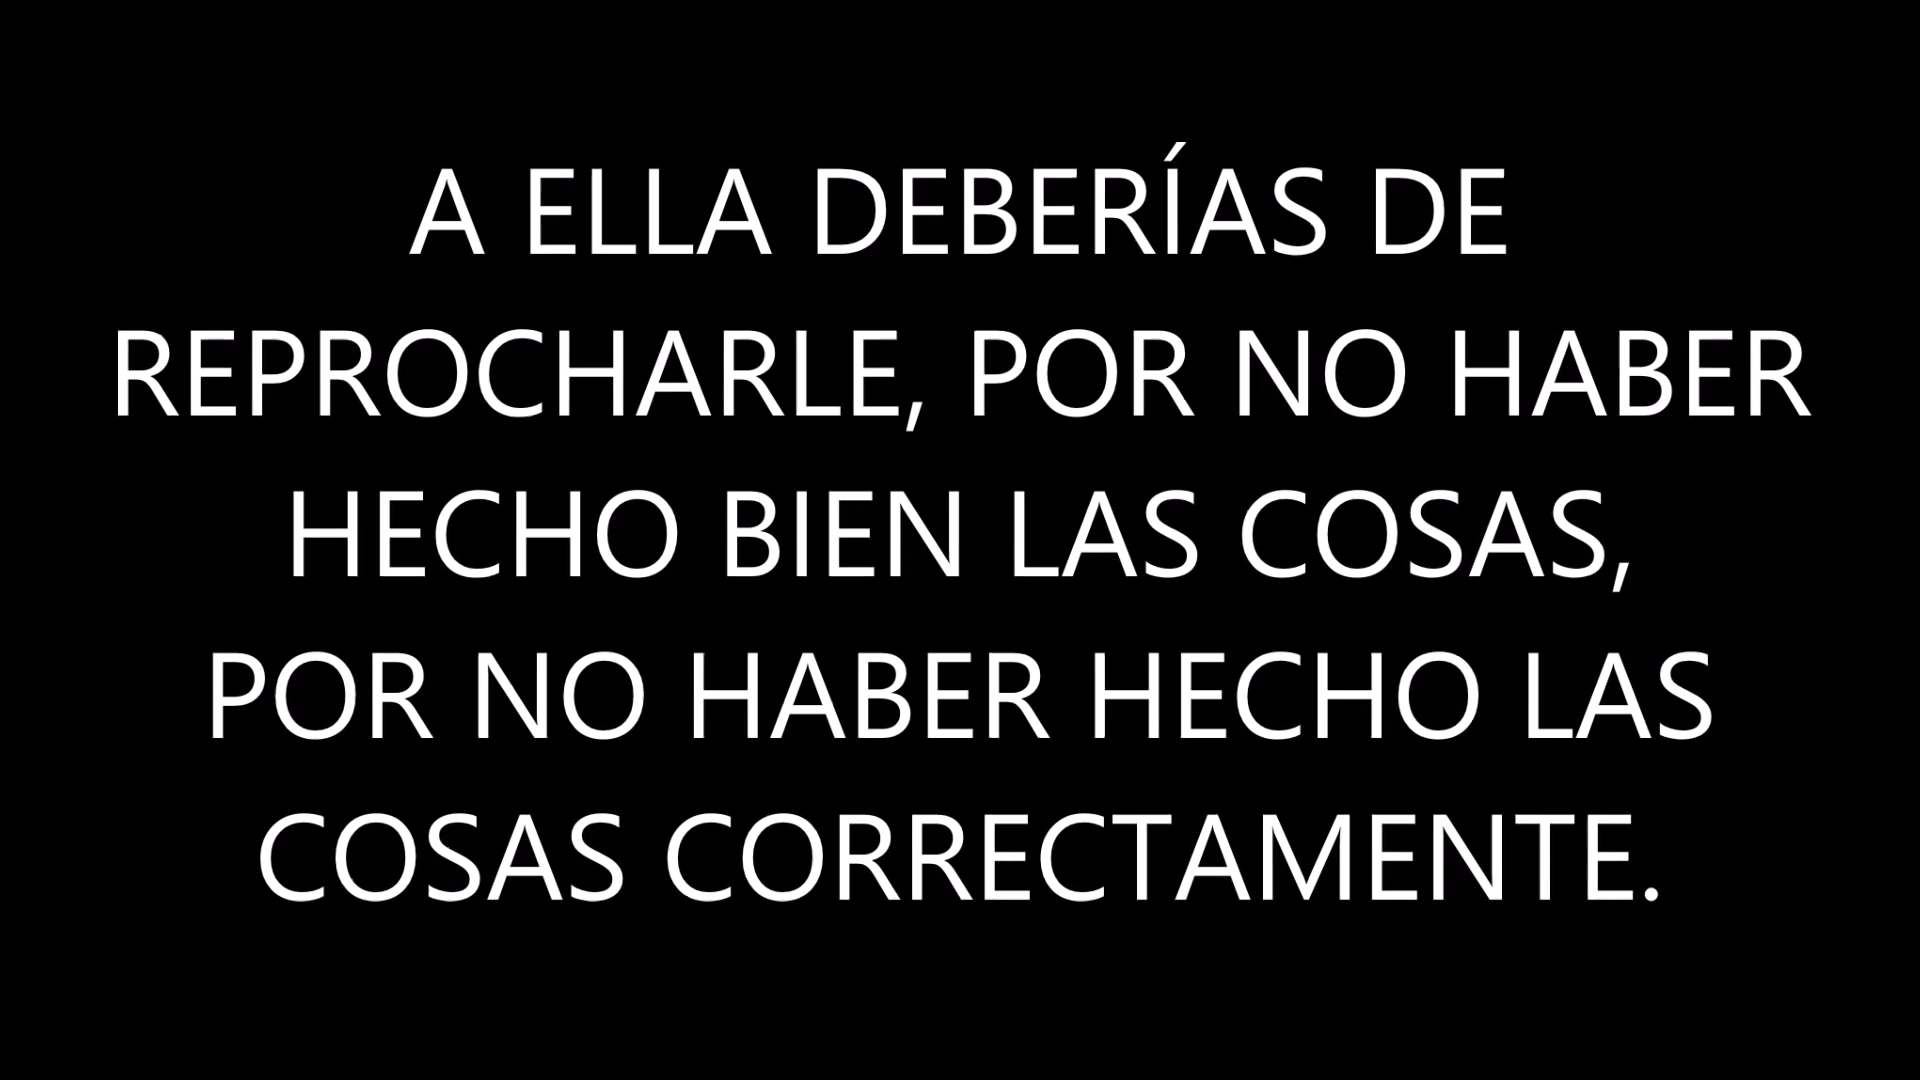 A ELLA DEBERÍAS DE
REPROCHARLE, POR NO HABER
HECHO BIEN LAS COSAS,
POR NO HABER HECHO LAS
COSAS CORRECTAMENTE.